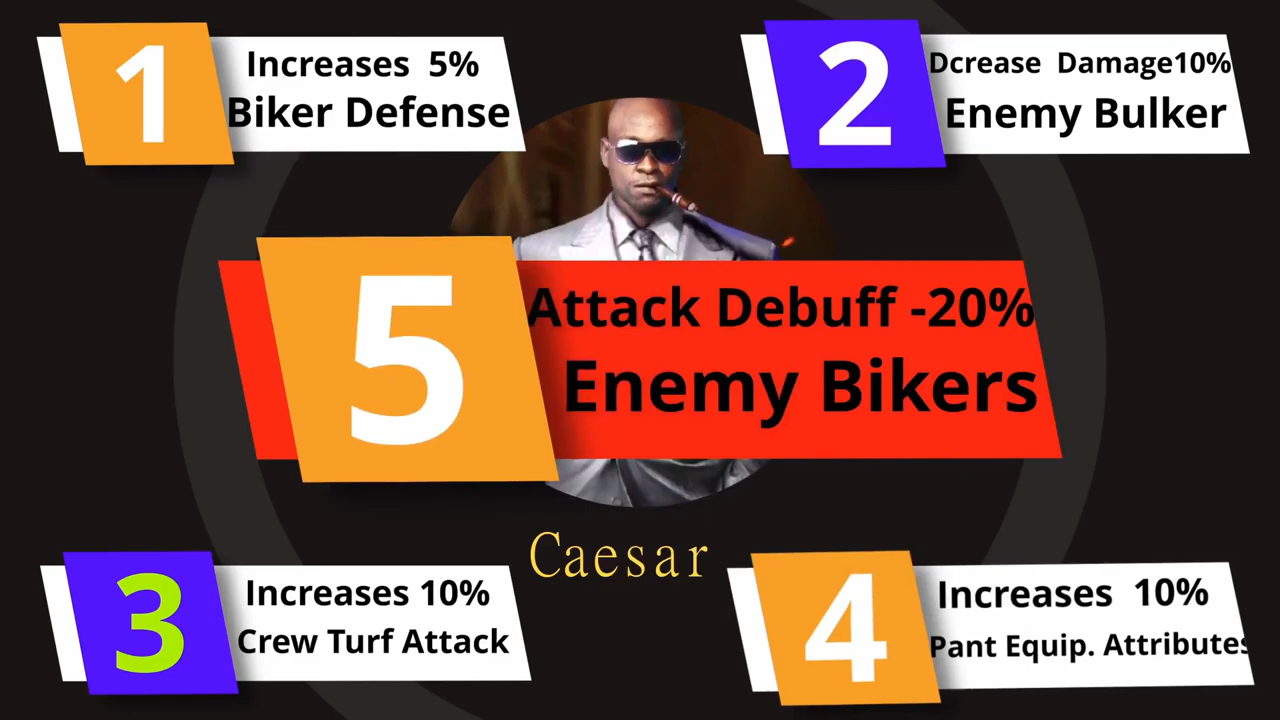 1
Increases 5%
Biker Defense
2
Dcrease Damage10%
Enemy Bulker
5
Attack Debuff -20%
Enemy Bikers
Caesar
3
Increases 10%
Crew Turf Attack
4
Increases 10%
Pant Equip. Attributes